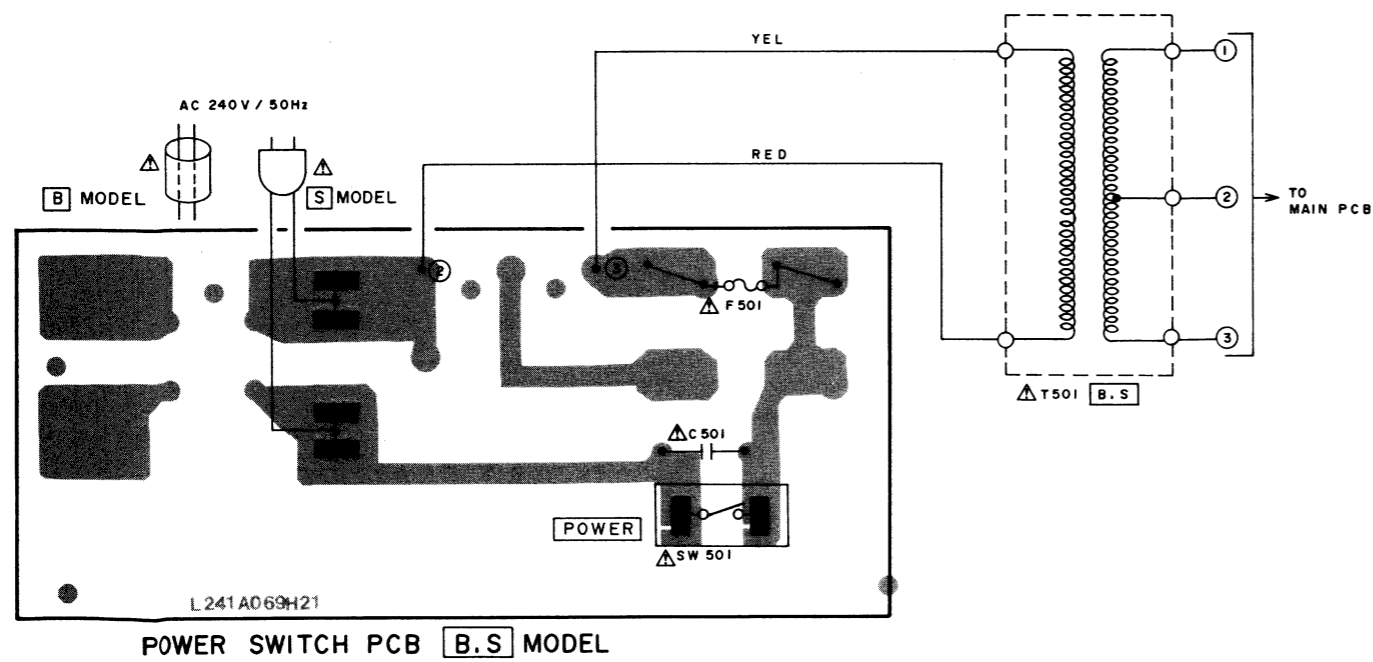 YEL
AC 240V / 50Hz
RED
B MODEL
S MODEL
1
2
3
TO
MAIN PCB
2
3
F501
T501 B.S
C501
POWER
SW501
L241A069H21
POWER SWITCH PCB B.S MODEL